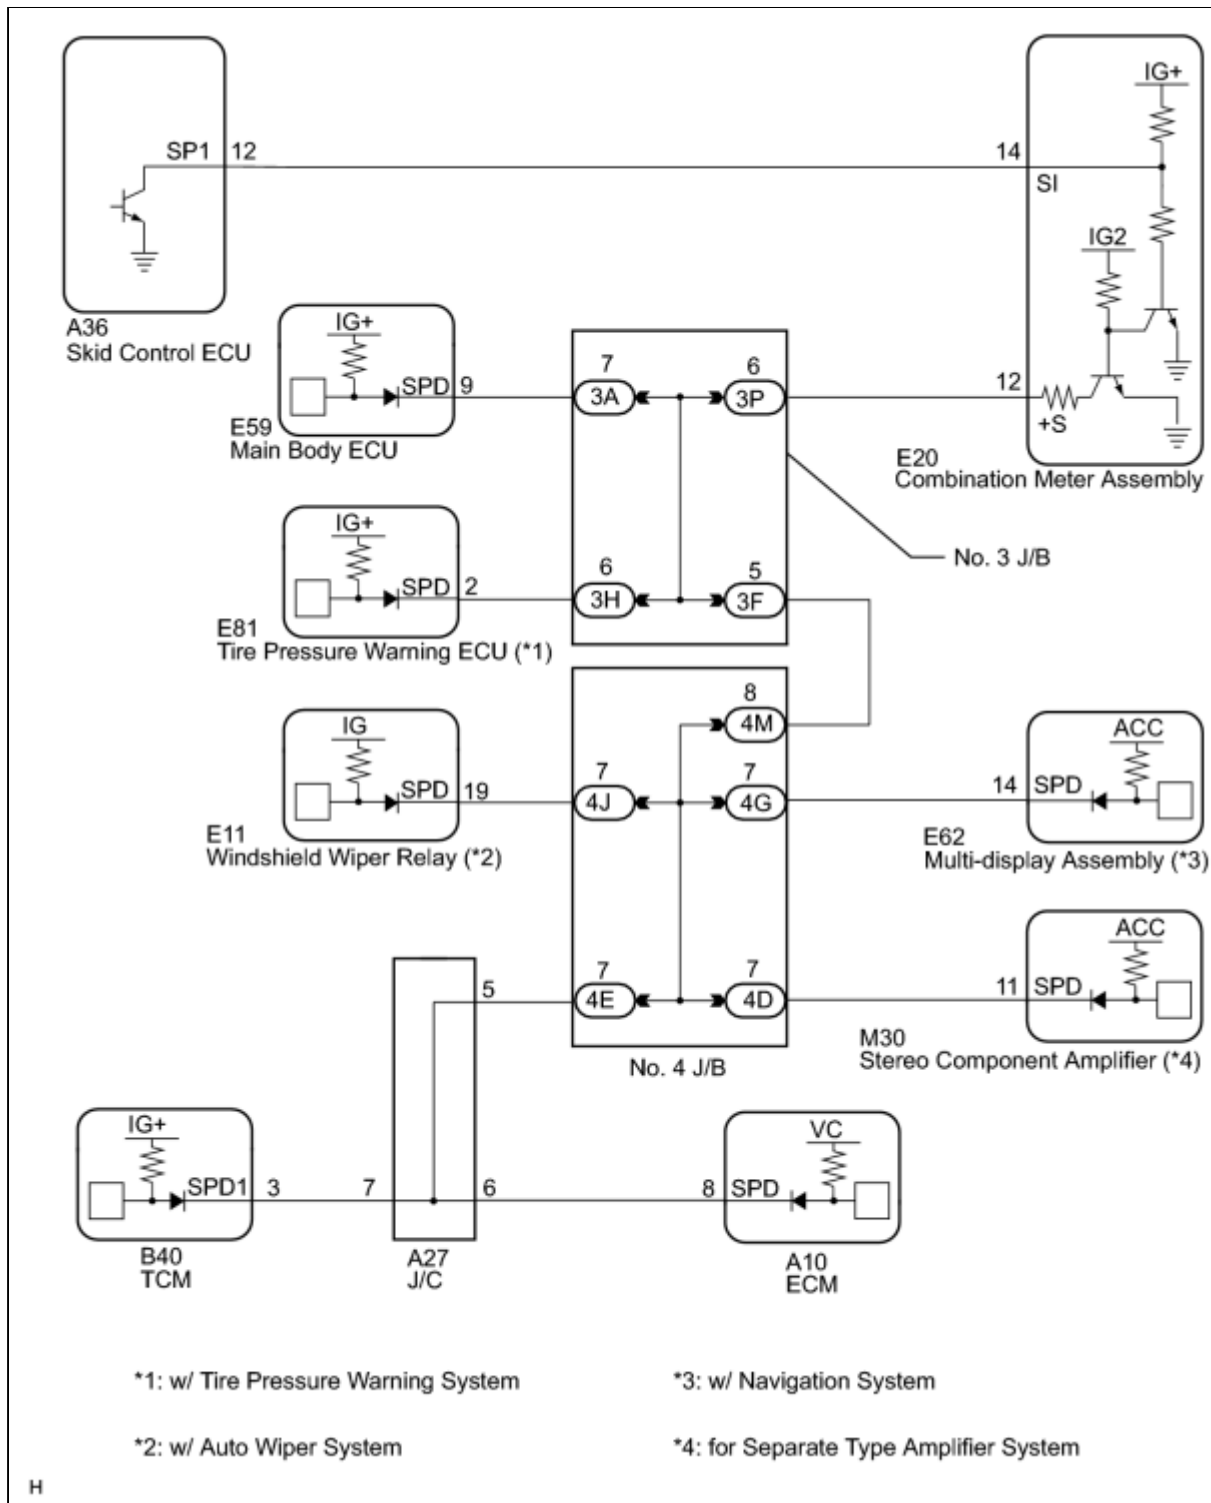 IG+
SP1 12
14
SI
IG2
A36
Skid Control ECU
IG+
SPD 9
7
3A
6
3P
12
+S
E59
Main Body ECU
E20
Combination Meter Assembly
IG+
SPD 2
6
3H
5
3F
No. 3 J/B
E81
Tire Pressure Warning ECU (*1)
8
4M
IG
SPD 19
7
4J
7
4G
14 SPD
ACC
E11
Windshield Wiper Relay (*2)
E62
Multi-display Assembly (*3)
5
7
4E
7
4D
11 SPD
ACC
No. 4 J/B
M30
Stereo Component Amplifier (*4)
IG+
SPD1 3
7
6
8 SPD
VC
B40
TCM
A27
J/C
A10
ECM
*1: w/ Tire Pressure Warning System
*3: w/ Navigation System
*2: w/ Auto Wiper System
*4: for Separate Type Amplifier System
H